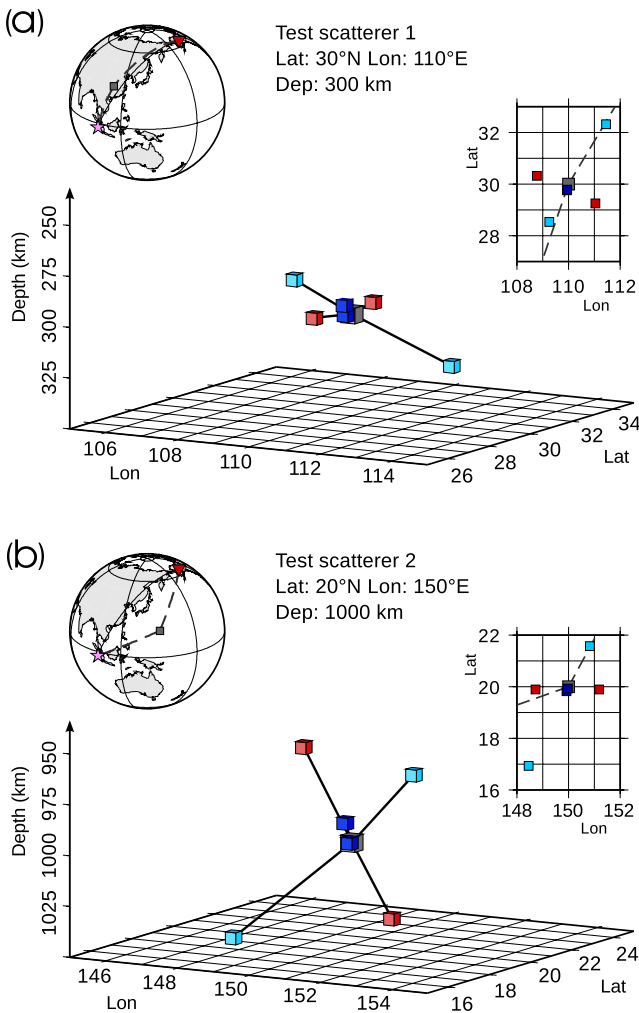 (a)
Test scatterer 1
Lat: 30°N Lon: 110°E
Dep: 300 km
Lat
32
30
28
108 110 112
Lon
Depth (km)
250
275
300
325
106 108 110 112 114
Lon
26 28 30 32 34
Lat
(b)
Test scatterer 2
Lat: 20°N Lon: 150°E
Dep: 1000 km
Lat
22
20
18
16
148 150 152
Lon
Depth (km)
950
975
1000
1025
146 148 150 152 154
Lon
16 18 20 22 24
Lat